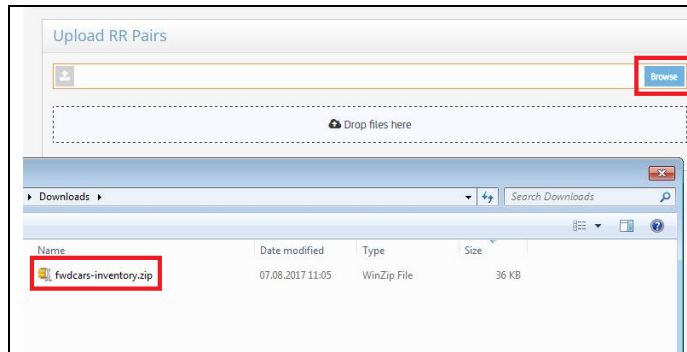 Upload RR Pairs
Browse
Drop files here
Downloads
Search Downloads
Name Date modified Type Size
fwdcars-inventory.zip 07.08.2017 11:05 WinZip File 36 KB